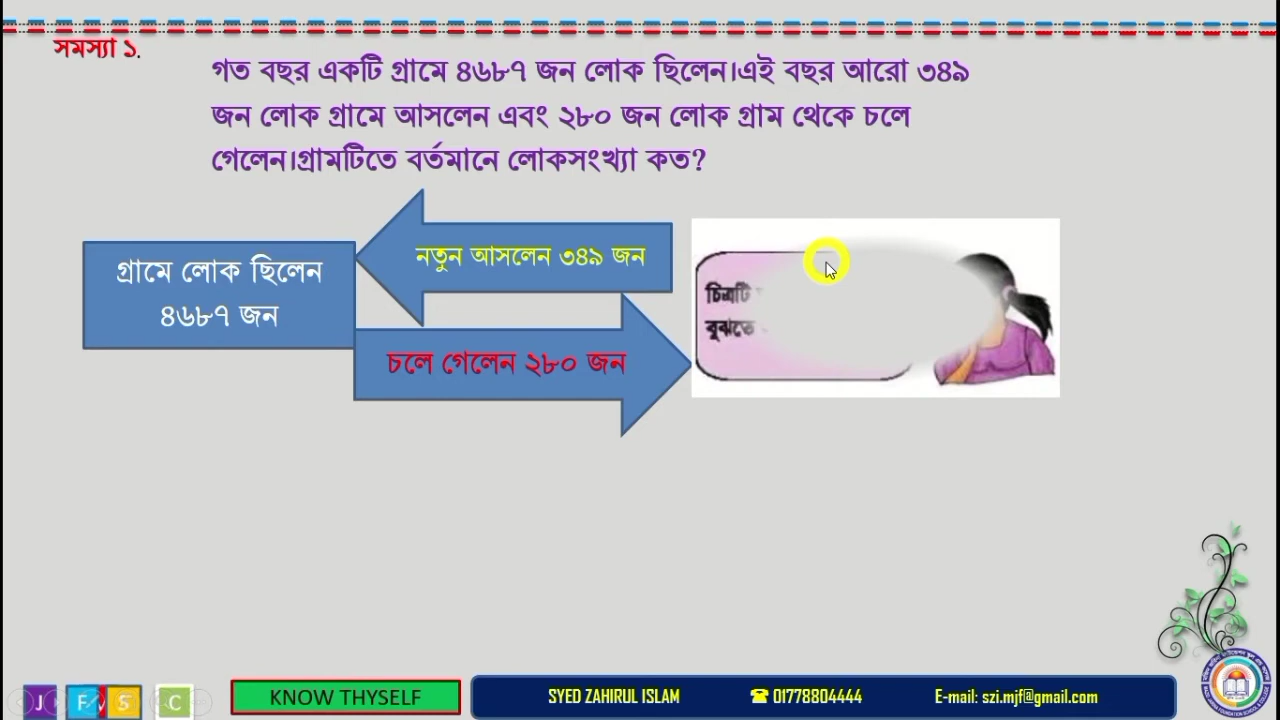 সমস্যা ১.
গত বছর একটি গ্রামে ৪৬৮৭ জন লোক ছিলেন।এই বছর আরো ৩৪৯
জন লোক গ্রামে আসলেন এবং ২৮০ জন লোক গ্রাম থেকে চলে
গেলেন।গ্রামটিতে বর্তমানে লোকসংখ্যা কত?
গ্রামে লোক ছিলেন
৪৬৮৭ জন
নতুন আসলেন ৩৪৯ জন
চলে গেলেন ২৮০ জন
চিত্রটি
বুঝতে
J F S C
KNOW THYSELF
SYED ZAHIRUL ISLAM ☎ 01778804444 E-mail: szi.mjf@gmail.com